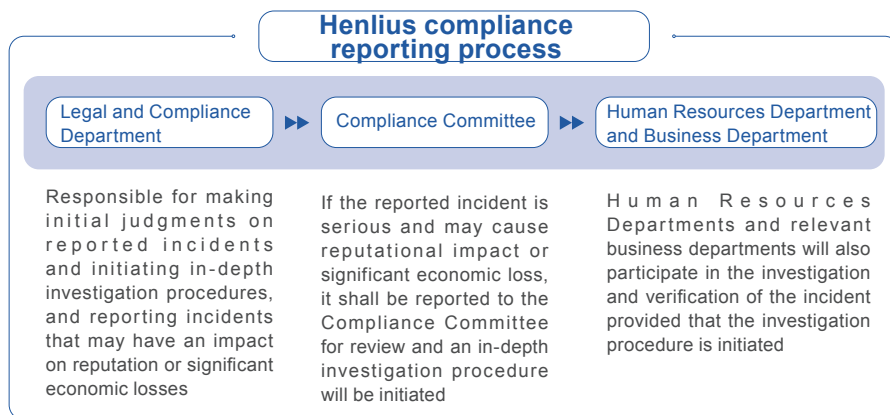 Henlius compliance
reporting process
Legal and Compliance
Department
Compliance Committee
Human Resources Department
and Business Department
Responsible for making
initial judgments on
reported incidents
and initiating in-depth
investigation procedures,
and reporting incidents
that may have an impact
on reputation or significant
economic losses
If the reported incident is
serious and may cause
reputational impact or
significant economic loss,
it shall be reported to the
Compliance Committee
for review and an in-depth
investigation procedure
will be initiated
Human Resources
Departments and relevant
business departments will also
participate in the investigation
and verification of the incident
provided that the investigation
procedure is initiated